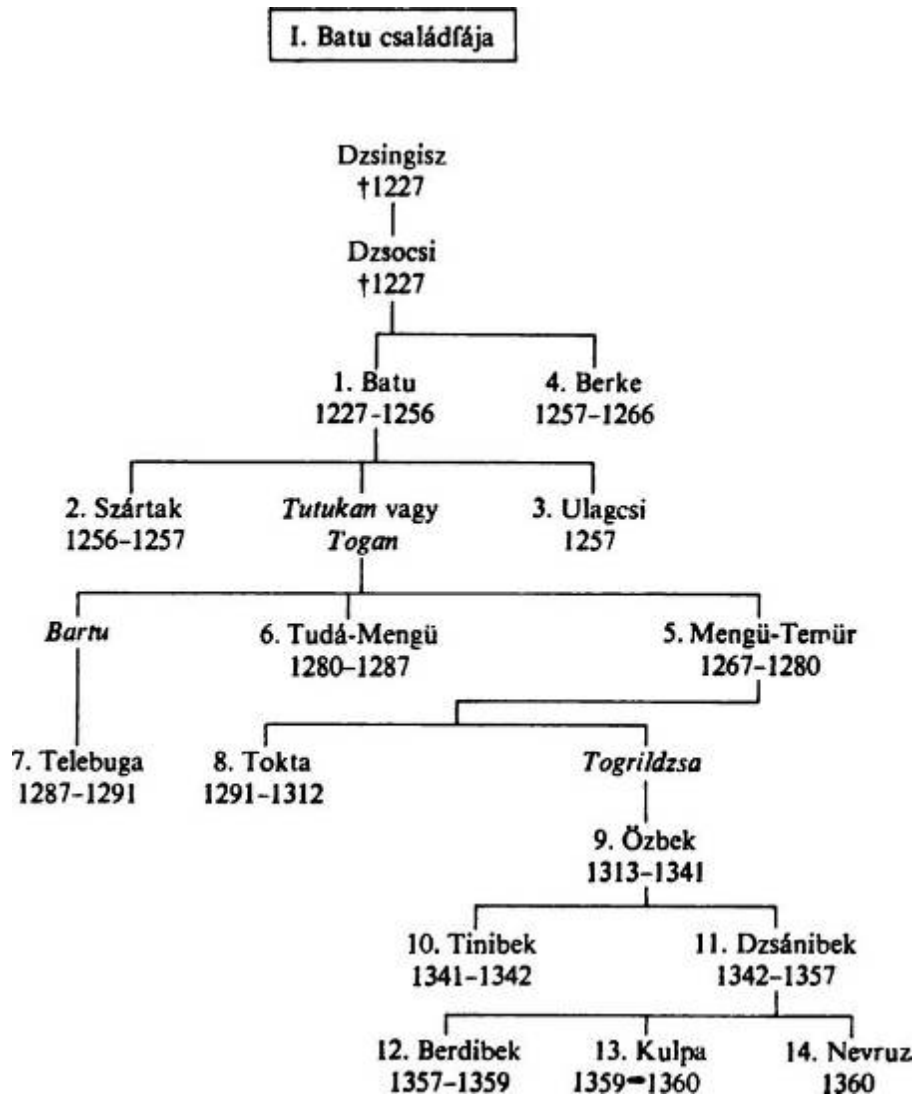 I. Batu családfája
Dzsingisz
†1227
Dzsocsi
†1227
1. Batu
1227–1256
4. Berke
1257–1266
2. Szártak
1256–1257
Tutukan vagy
Togan
3. Ulagcsi
1257
Bartu
6. Tudá-Mengü
1280–1287
5. Mengü-Temür
1267–1280
7. Telebuga
1287–1291
8. Tokta
1291–1312
Togrildzsa
9. Özbek
1313–1341
10. Tinibek
1341–1342
11. Dzsánibek
1342–1357
12. Berdibek
1357–1359
13. Kulpa
1359–1360
14. Nevruz
1360